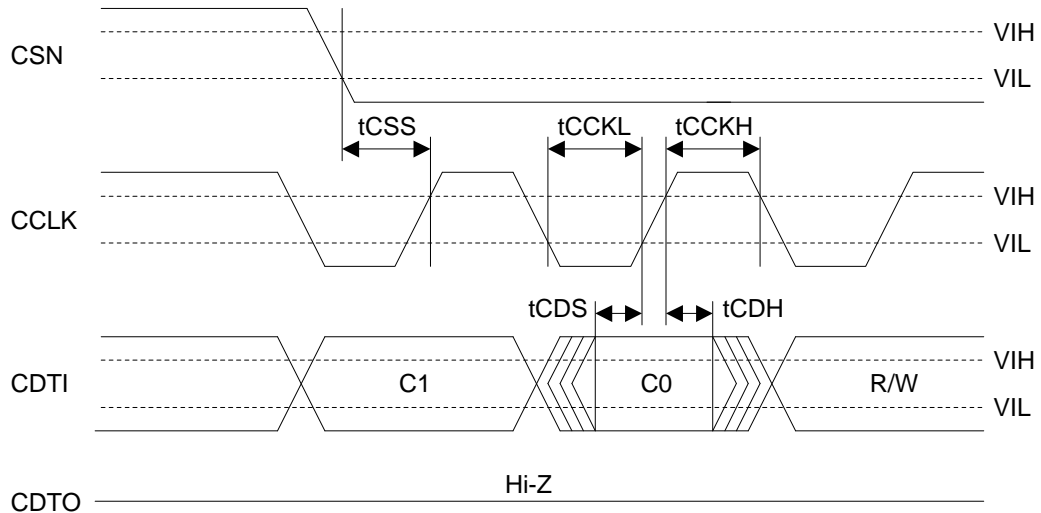 CSN
VIH
VIL
tCSS
tCCKL
tCCKH
CCLK
VIH
VIL
tCDS
tCDH
CDTI
C1
C0
R/W
VIH
VIL
CDTO
Hi-Z